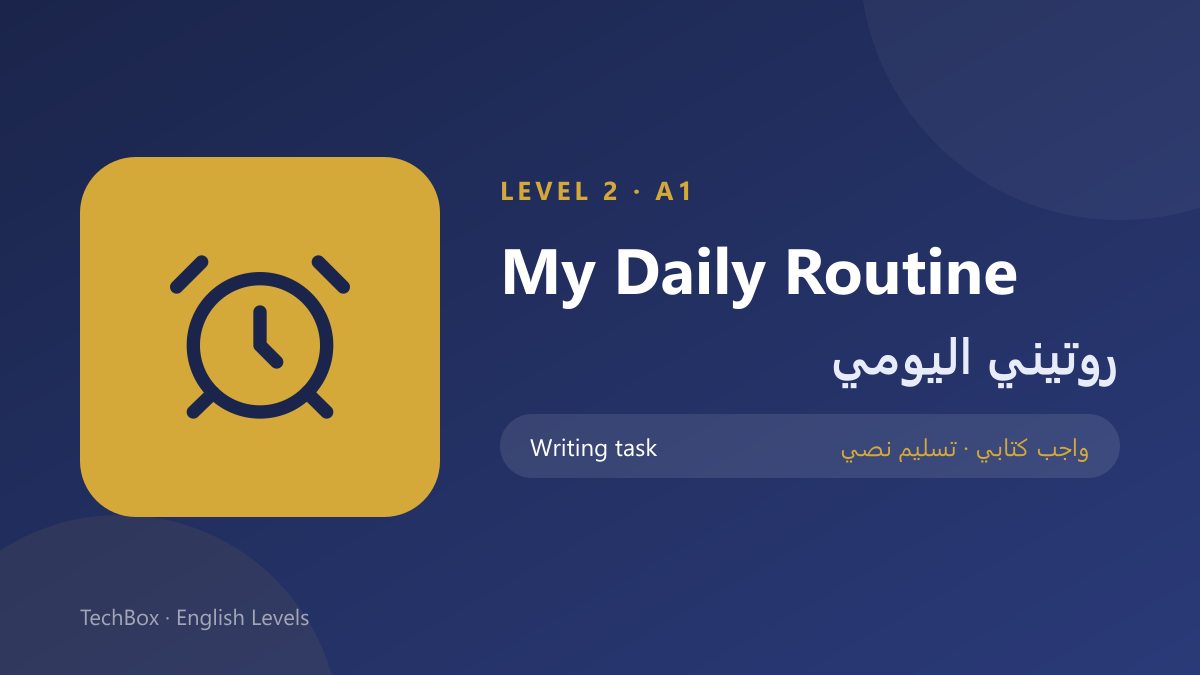 LEVEL 2 · A1
My Daily Routine
روتيني اليومي
Writing task
واجب كتابي · تسليم نصي
TechBox · English Levels